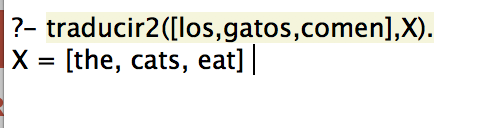 ?- traducir2([los,gatos,comen],X).
X = [the, cats, eat]